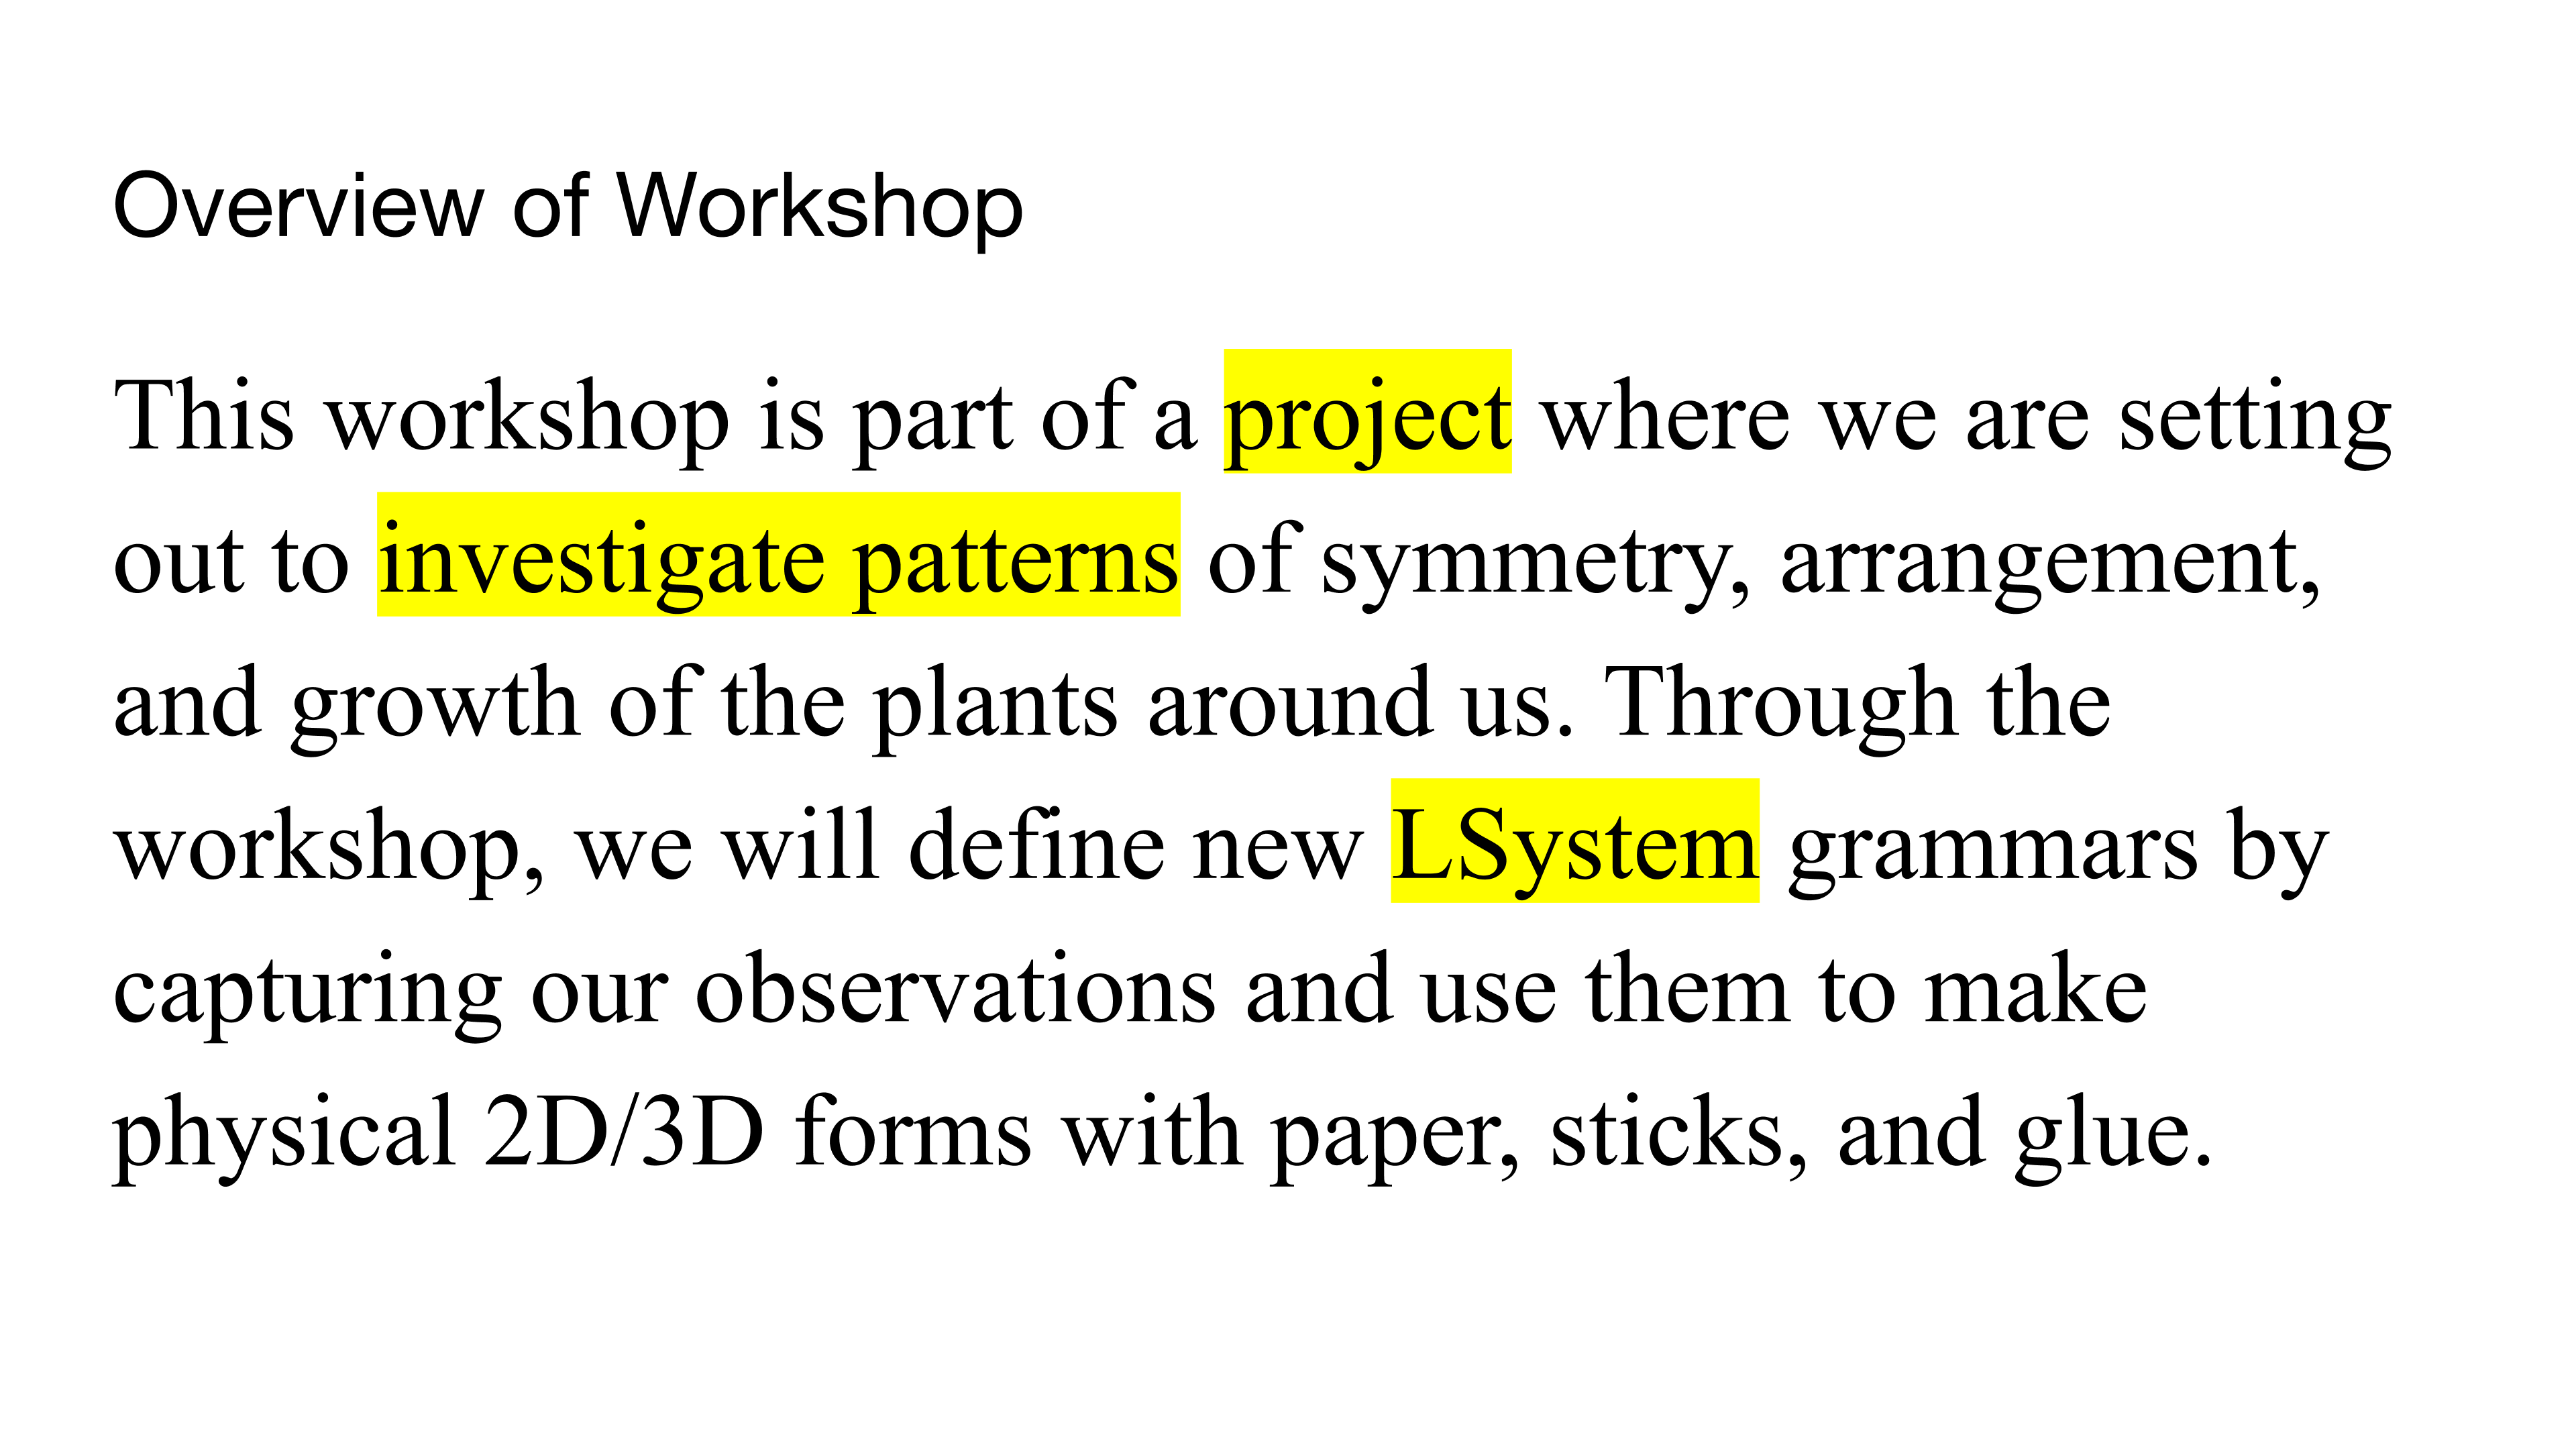 Overview of Workshop
This workshop is part of a project where we are setting
out to investigate patterns of symmetry, arrangement,
and growth of the plants around us. Through the
workshop, we will define new LSystem grammars by
capturing our observations and use them to make
physical 2D/3D forms with paper, sticks, and glue.